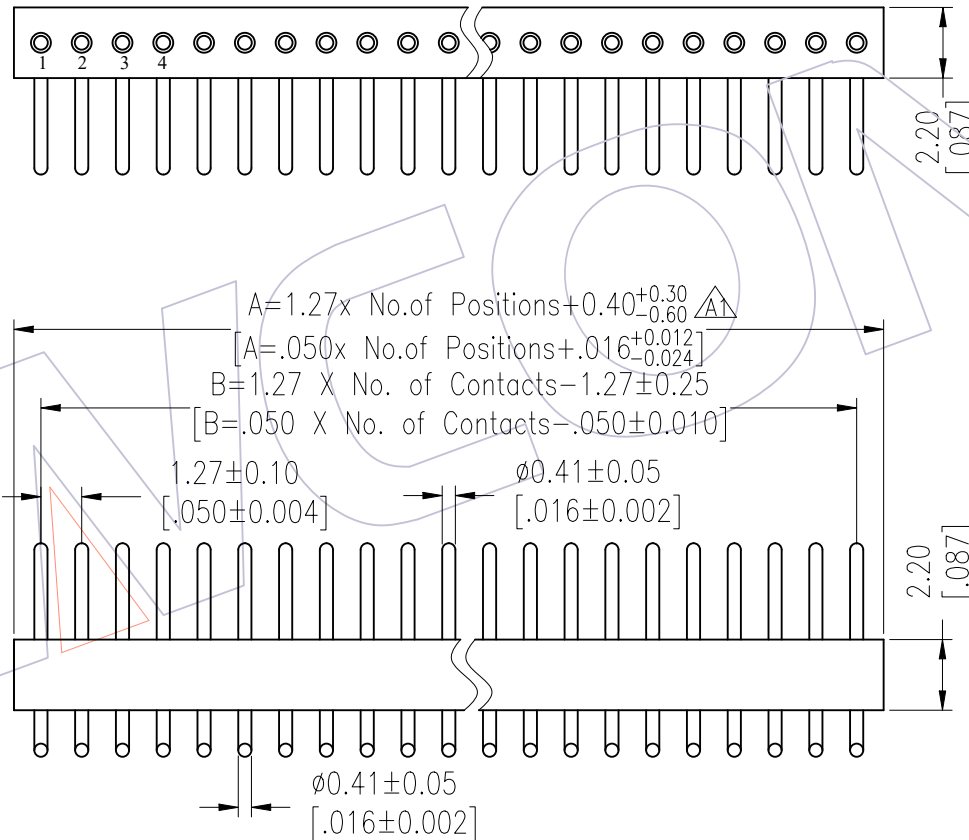 1 2 3 4
2.20
[.087]
A=1.27x No.of Positions+0.40+0.30 -0.60 A1
[A=.050x No.of Positions+.016+0.012 -0.024]
B=1.27 X No. of Contacts-1.27±0.25
[B=.050 X No. of Contacts-.050±0.010]
1.27±0.10
[.050±0.004]
ø0.41±0.05
[.016±0.002]
2.20
[.087]
ø0.41±0.05
[.016±0.002]